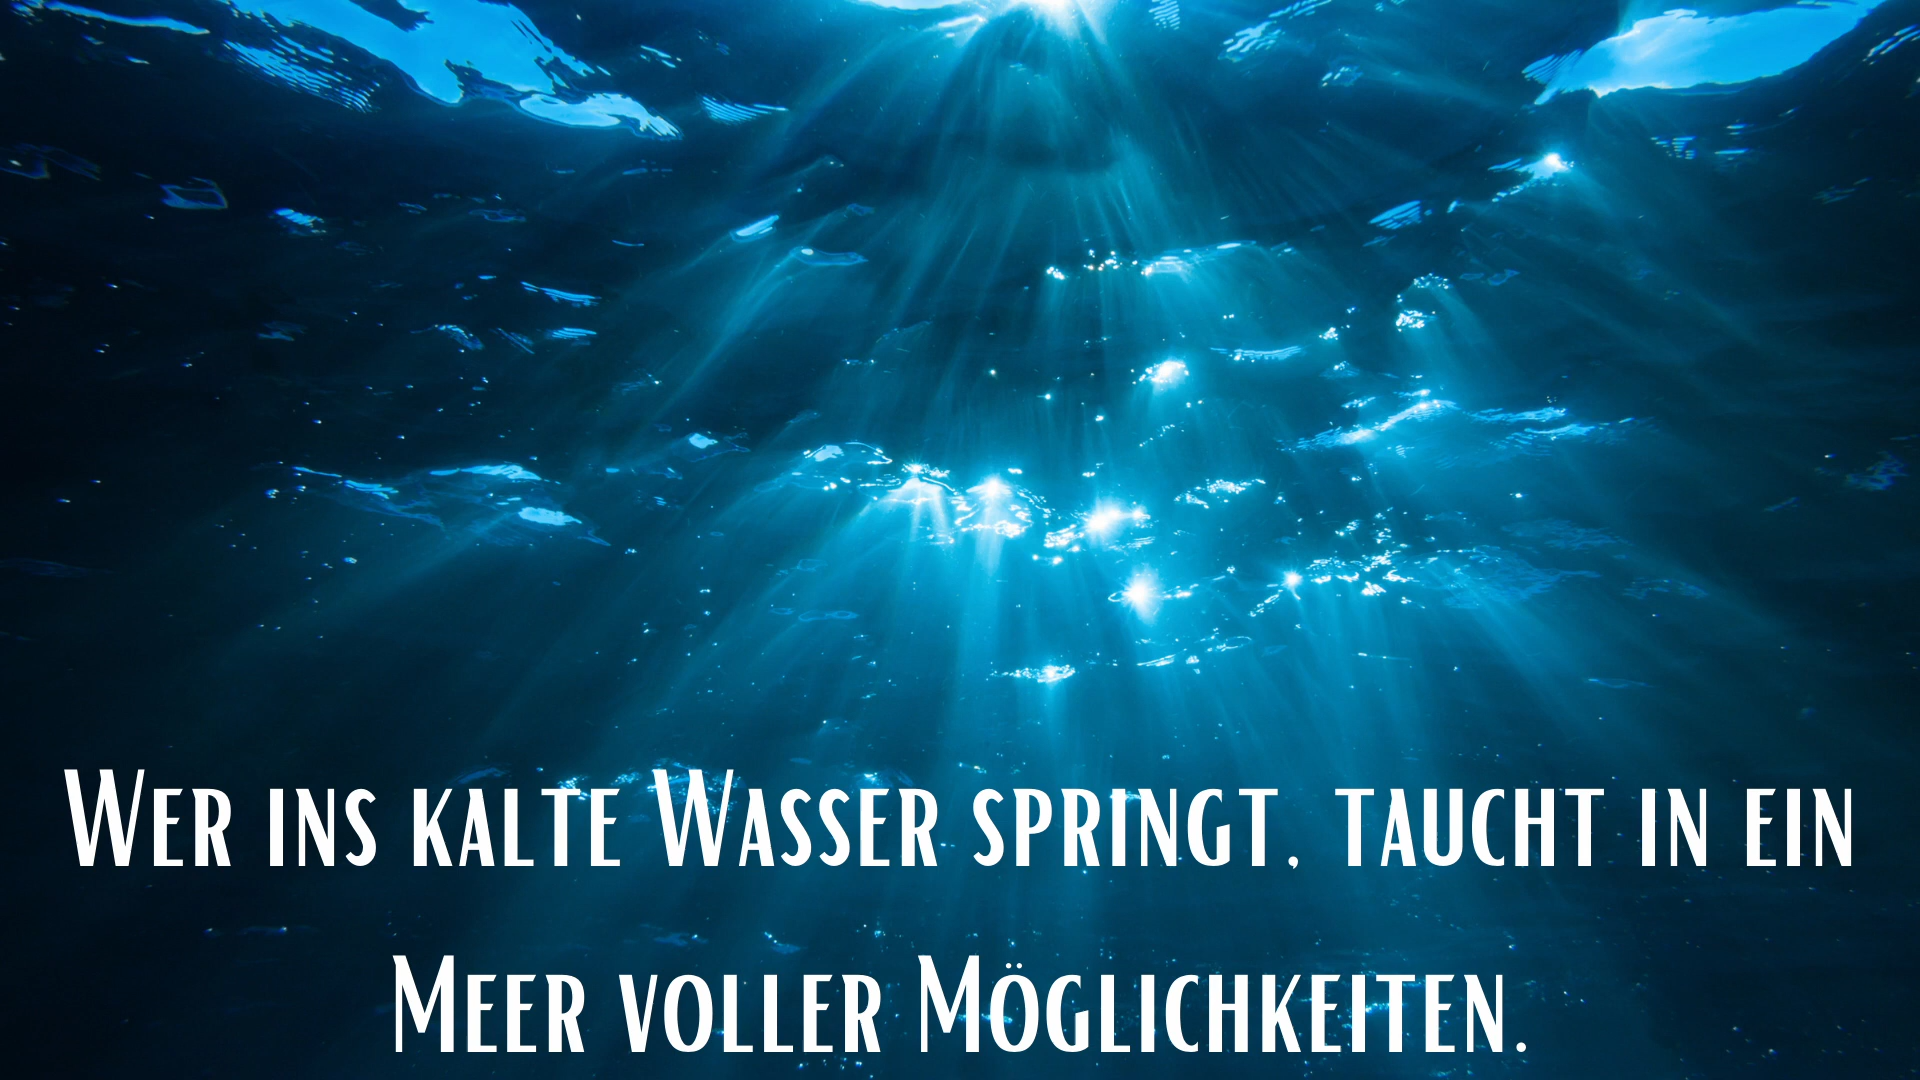 Wer ins kalte Wasser springt, taucht in ein
Meer voller Möglichkeiten.